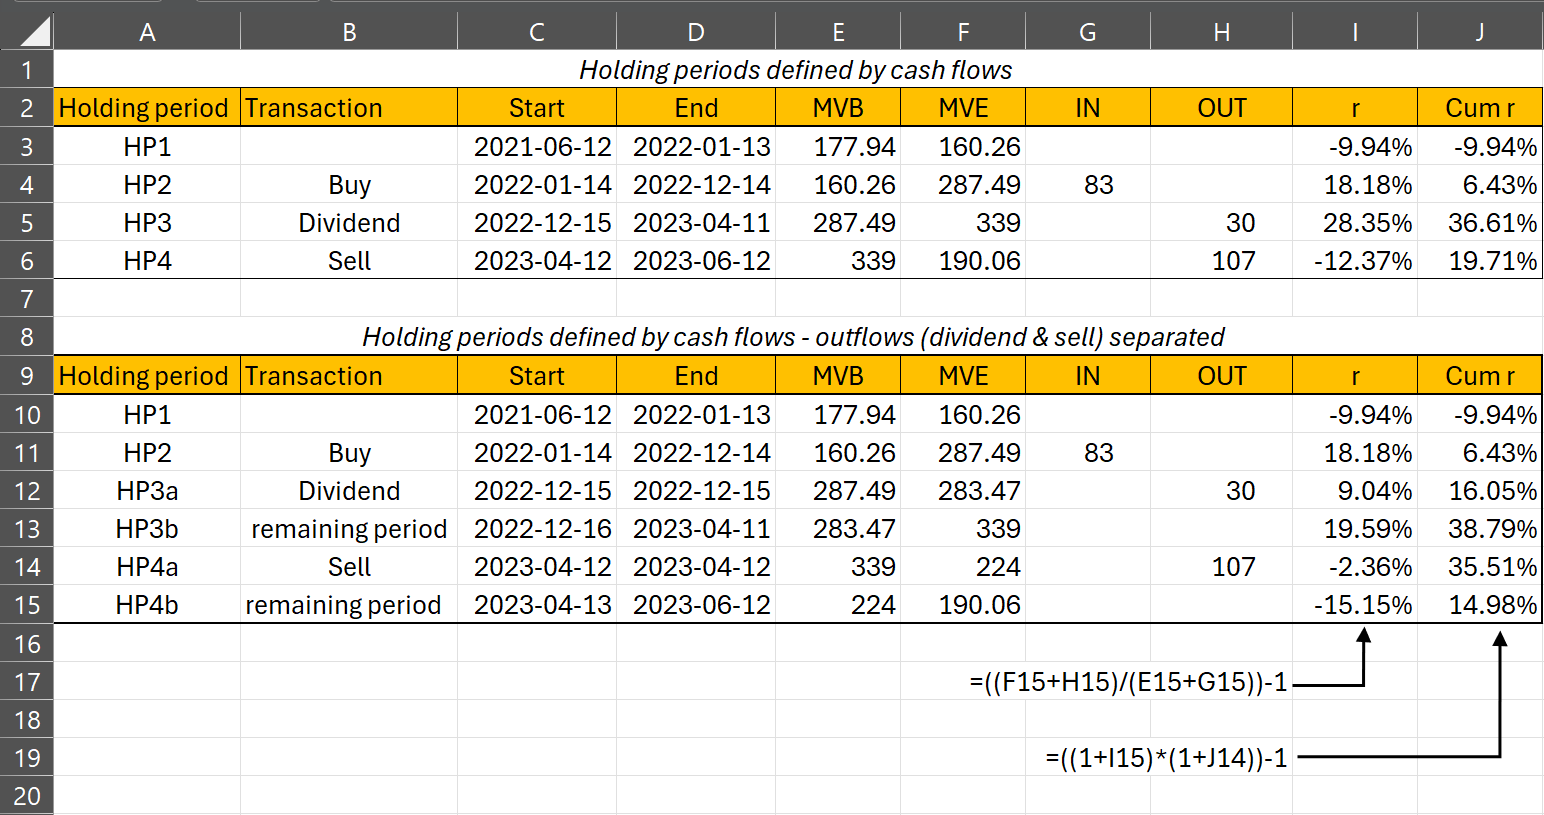 A B C D E F G H I J
1 Holding periods defined by cash flows
2 Holding period Transaction Start End MVB MVE IN OUT r Cum r
3 HP1 2021-06-12 2022-01-13 177.94 160.26 -9.94% -9.94%
4 HP2 Buy 2022-01-14 2022-12-14 160.26 287.49 83 18.18% 6.43%
5 HP3 Dividend 2022-12-15 2023-04-11 287.49 339 30 28.35% 36.61%
6 HP4 Sell 2023-04-12 2023-06-12 339 190.06 107 -12.37% 19.71%
7
8 Holding periods defined by cash flows - outflows (dividend & sell) separated
9 Holding period Transaction Start End MVB MVE IN OUT r Cum r
10 HP1 2021-06-12 2022-01-13 177.94 160.26 -9.94% -9.94%
11 HP2 Buy 2022-01-14 2022-12-14 160.26 287.49 83 18.18% 6.43%
12 HP3a Dividend 2022-12-15 2022-12-15 287.49 283.47 30 9.04% 16.05%
13 HP3b remaining period 2022-12-16 2023-04-11 283.47 339 19.59% 38.79%
14 HP4a Sell 2023-04-12 2023-04-12 339 224 107 -2.36% 35.51%
15 HP4b remaining period 2023-04-13 2023-06-12 224 190.06 -15.15% 14.98%
16
17 =((F15+H15)/(E15+G15))-1
18
19 =((1+I15)*(1+J14))-1
20